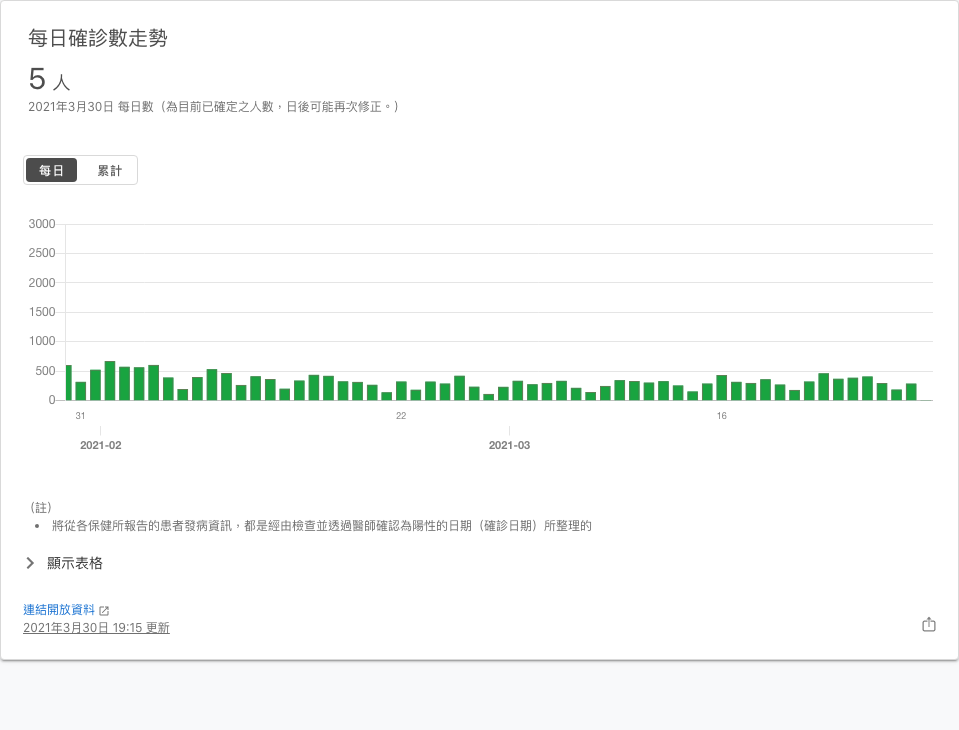 每日確診數走勢
5 人
2021年3月30日 每日數（為目前已確定之人數，日後可能再次修正。）
每日 累計
3000
2500
2000
1500
1000
500
0
31 22 16
2021-02 2021-03
（註）
• 將從各保健所報告的患者發病資訊，都是經由檢查並透過醫師確認為陽性的日期（確診日期）所整理的
顯示表格
連結開放資料
2021年3月30日 19:15 更新